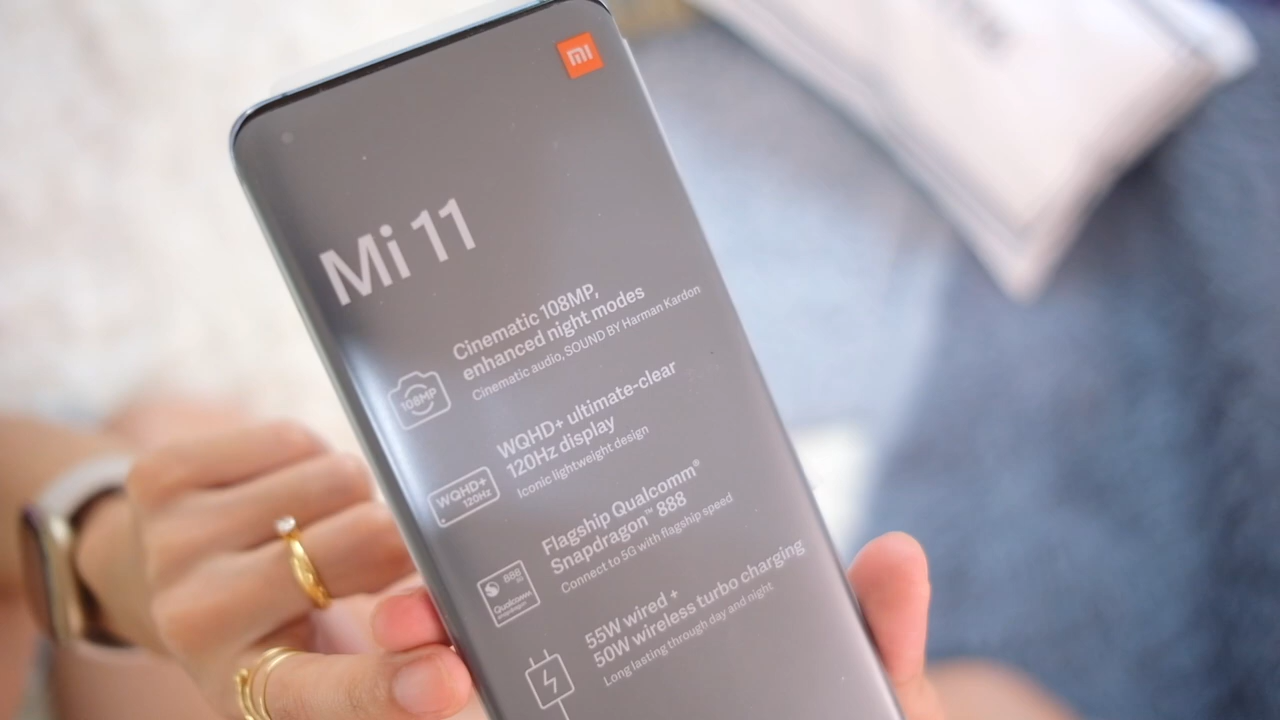 mi
Mi 11
Cinematic 108MP,
enhanced night modes
Cinematic audio, SOUND BY Harman Kardon
108MP
WQHD+ ultimate-clear
120Hz display
Iconic lightweight design
WQHD+
120Hz
Flagship Qualcomm®
Snapdragon™ 888
Connect to 5G with flagship speed
888
5G
Qualcomm
snapdragon
55W wired +
50W wireless turbo charging
Long lasting through day and night